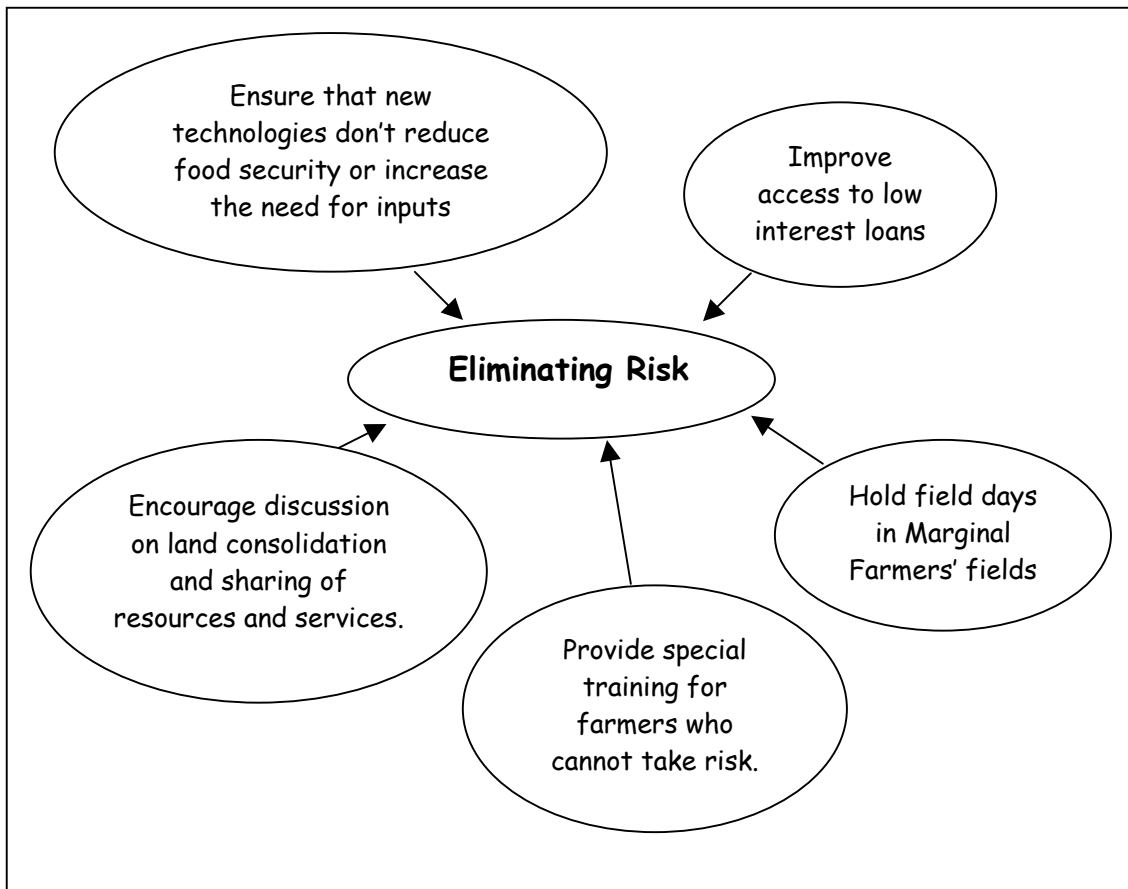 Ensure that new
technologies don't reduce
food security or increase
the need for inputs
Improve
access to low
interest loans
Eliminating Risk
Encourage discussion
on land consolidation
and sharing of
resources and services.
Provide special
training for
farmers who
cannot take risk.
Hold field days
in Marginal
Farmers' fields